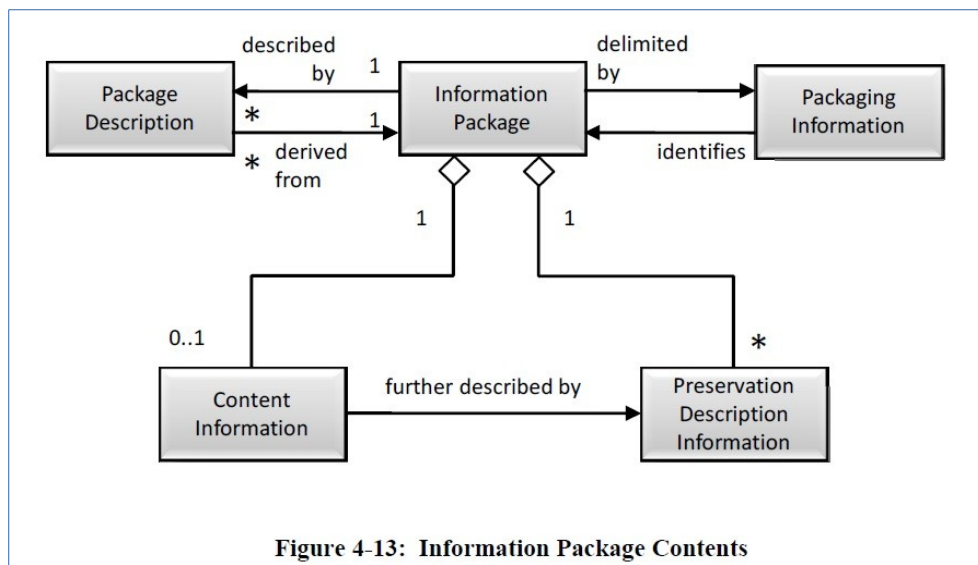 described
by
1
delimited
by
Package
Description
Information
Package
Packaging
Information
*
1
*
derived
from
identifies
1
1
0..1
*
Content
Information
further described by
Preservation
Description
Information
Figure 4-13: Information Package Contents